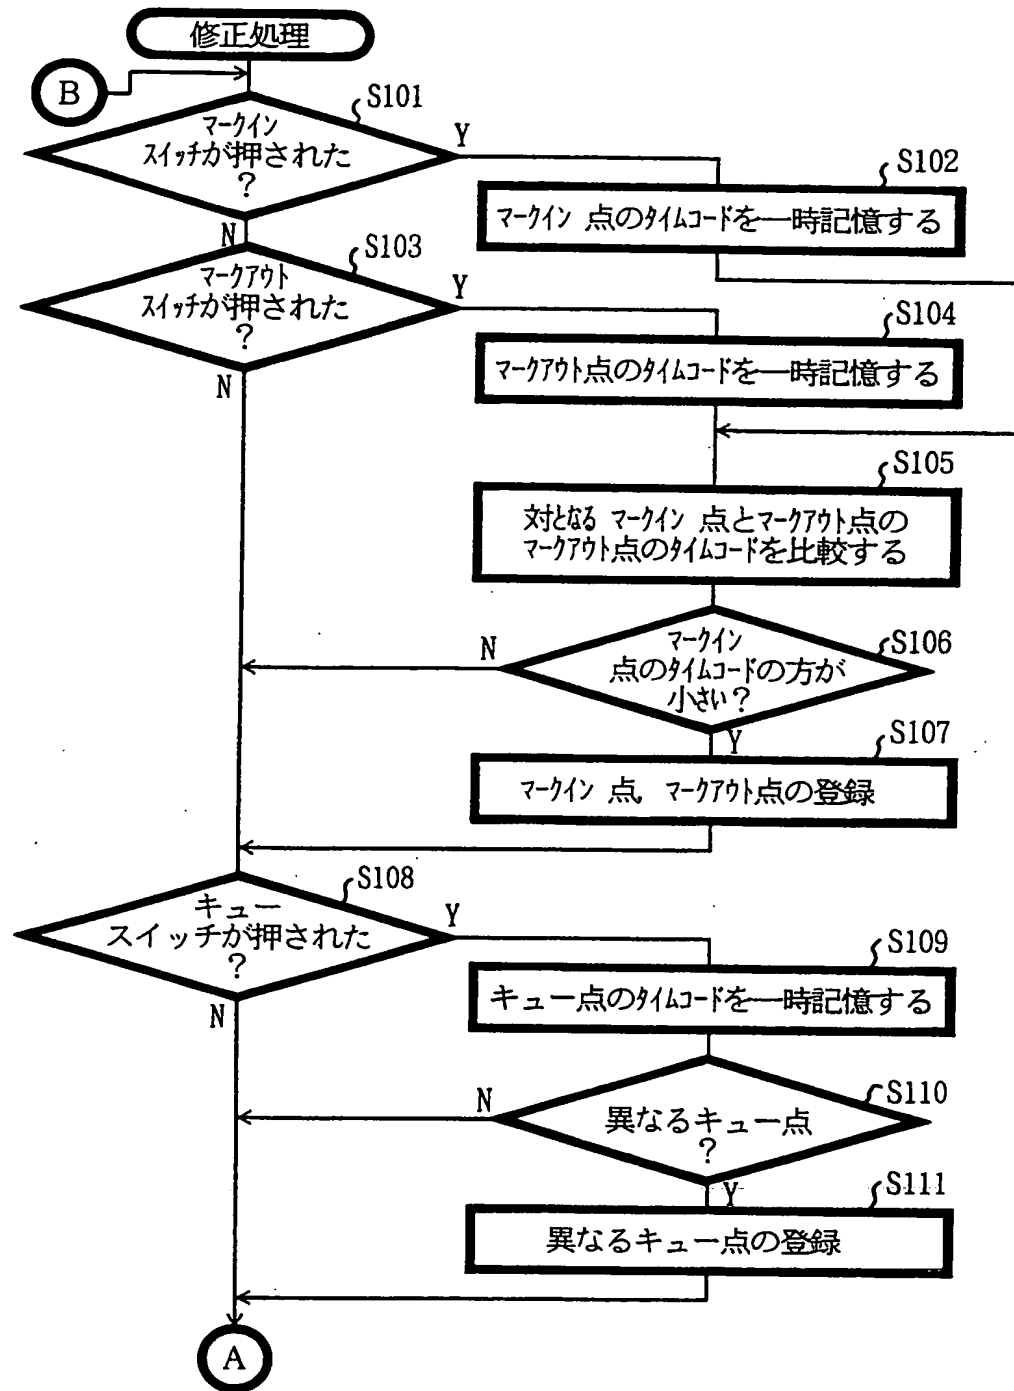 修正処理
B
S101
マークイン
スイッチが押された
?
Y
N
S102
マークイン 点のタイムコードを一時記憶する
S103
マークアウト
スイッチが押された
?
Y
N
S104
マークアウト点のタイムコードを一時記憶する
S105
対となる マークイン 点とマークアウト点の
マークアウト点のタイムコードを比較する
S106
マークイン
点のタイムコードの方が
小さい?
N
Y
S107
マークイン 点, マークアウト点の登録
S108
キュー
スイッチが押された
?
Y
N
S109
キュー点のタイムコードを一時記憶する
S110
異なるキュー点
?
N
Y
S111
異なるキュー点の登録
A